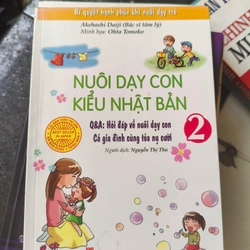 Bí quyết hạnh phúc khi nuôi dạy trẻ
Akehashi Daiji (Bác sĩ tâm lý)
Minh họa: Ohta Tomoko
NUÔI DẠY CON
KIỂU NHẬT BẢN
2
Q&A: Hỏi đáp về nuôi dạy con
Cả gia đình cùng tỏa nụ cười
Người dịch: Nguyễn Thị Thu